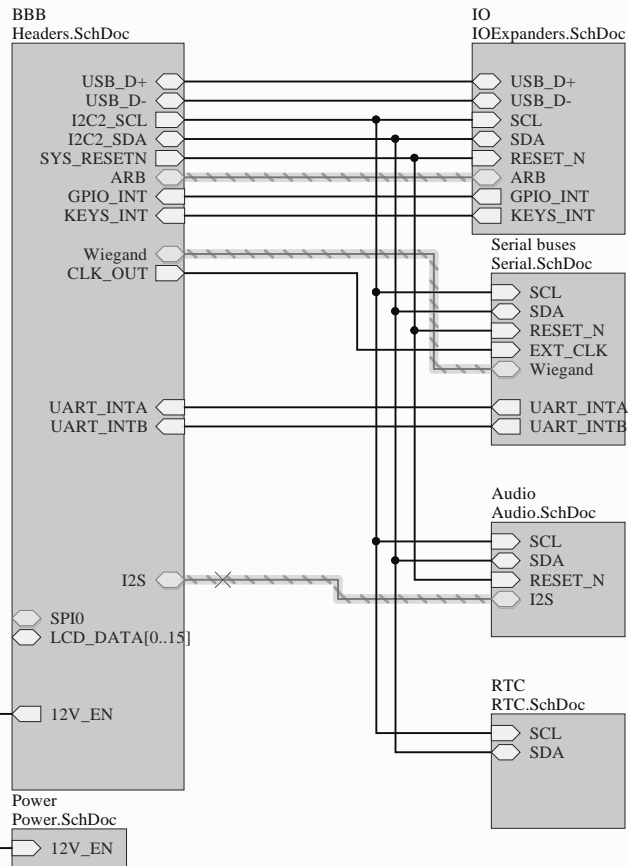 BBB
Headers.SchDoc
USB_D+
USB_D-
I2C2_SCL
I2C2_SDA
SYS_RESETN
ARB
GPIO_INT
KEYS_INT
Wiegand
CLK_OUT
UART_INTA
UART_INTB
I2S
SPI0
LCD_DATA[0..15]
12V_EN
Power
Power.SchDoc
12V_EN
IO
IOExpanders.SchDoc
USB_D+
USB_D-
SCL
SDA
RESET_N
ARB
GPIO_INT
KEYS_INT
Serial buses
Serial.SchDoc
SCL
SDA
RESET_N
EXT_CLK
Wiegand
UART_INTA
UART_INTB
Audio
Audio.SchDoc
SCL
SDA
RESET_N
I2S
RTC
RTC.SchDoc
SCL
SDA